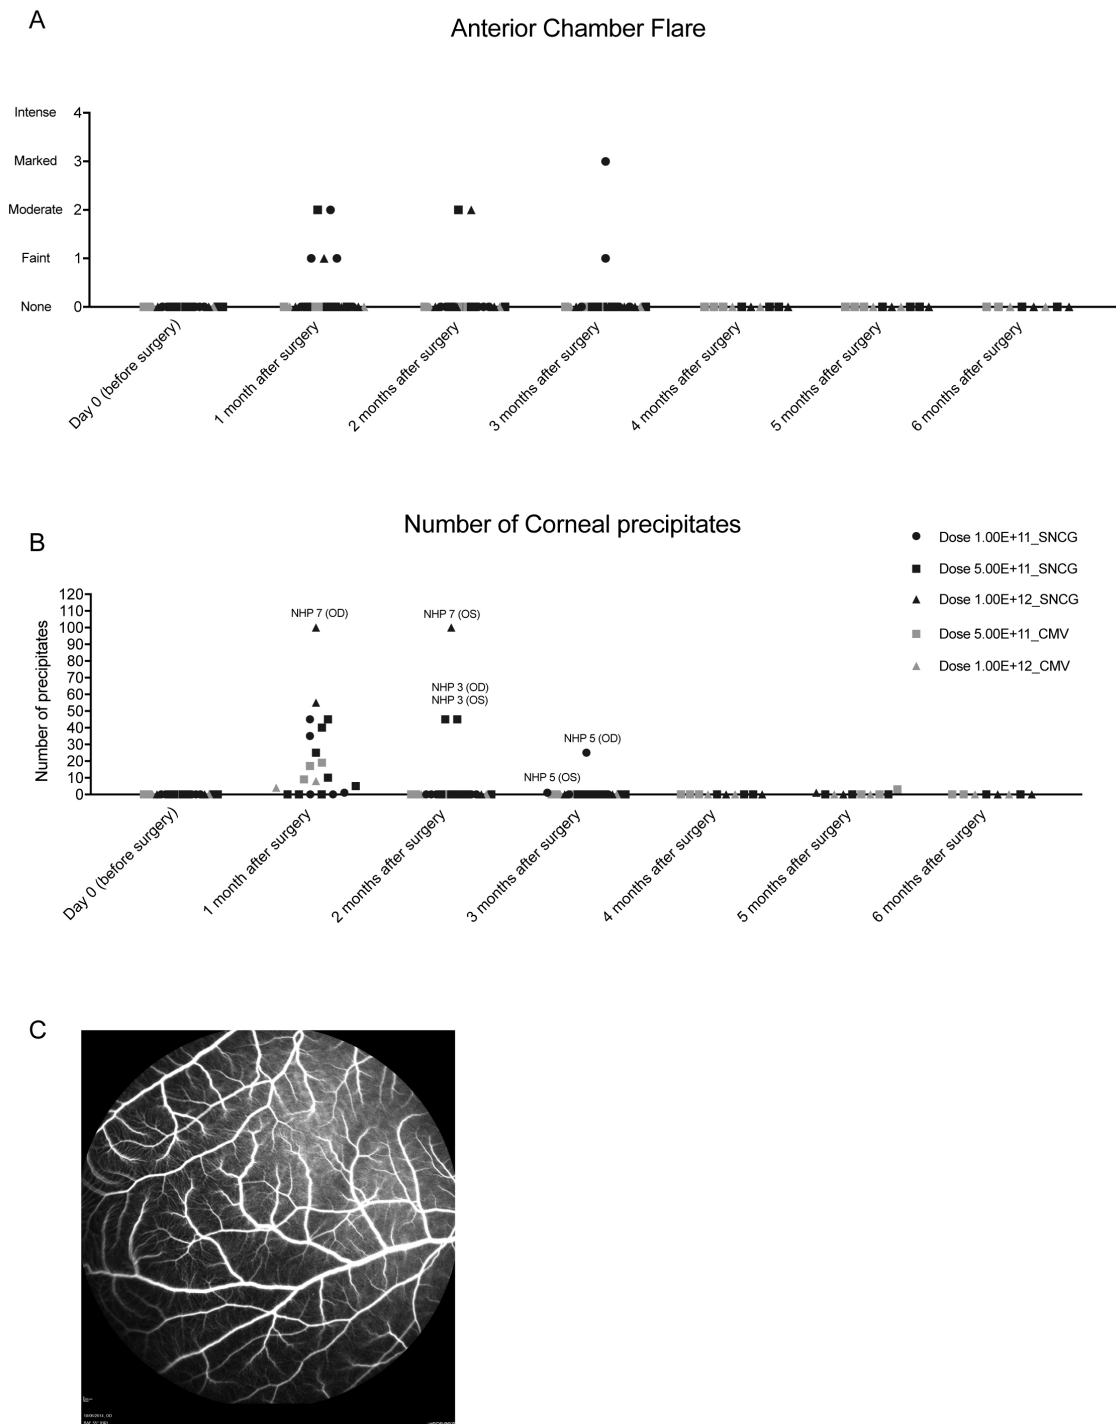 A
Anterior Chamber Flare
Intense 4
Marked 3
Moderate 2
Faint 1
None 0
Day 0 (before surgery)
1 month after surgery
2 months after surgery
3 months after surgery
4 months after surgery
5 months after surgery
6 months after surgery
B
Number of Corneal precipitates
Dose 1.00E+11_SNCG
Dose 5.00E+11_SNCG
Dose 1.00E+12_SNCG
Dose 5.00E+11_CMV
Dose 1.00E+12_CMV
Number of precipitates
120
110
100
90
80
70
60
50
40
30
20
10
0
NHP 7 (OD)
NHP 7 (OS)
NHP 3 (OD)
NHP 3 (OS)
NHP 5 (OD)
NHP 5 (OS)
Day 0 (before surgery)
1 month after surgery
2 months after surgery
3 months after surgery
4 months after surgery
5 months after surgery
6 months after surgery
C